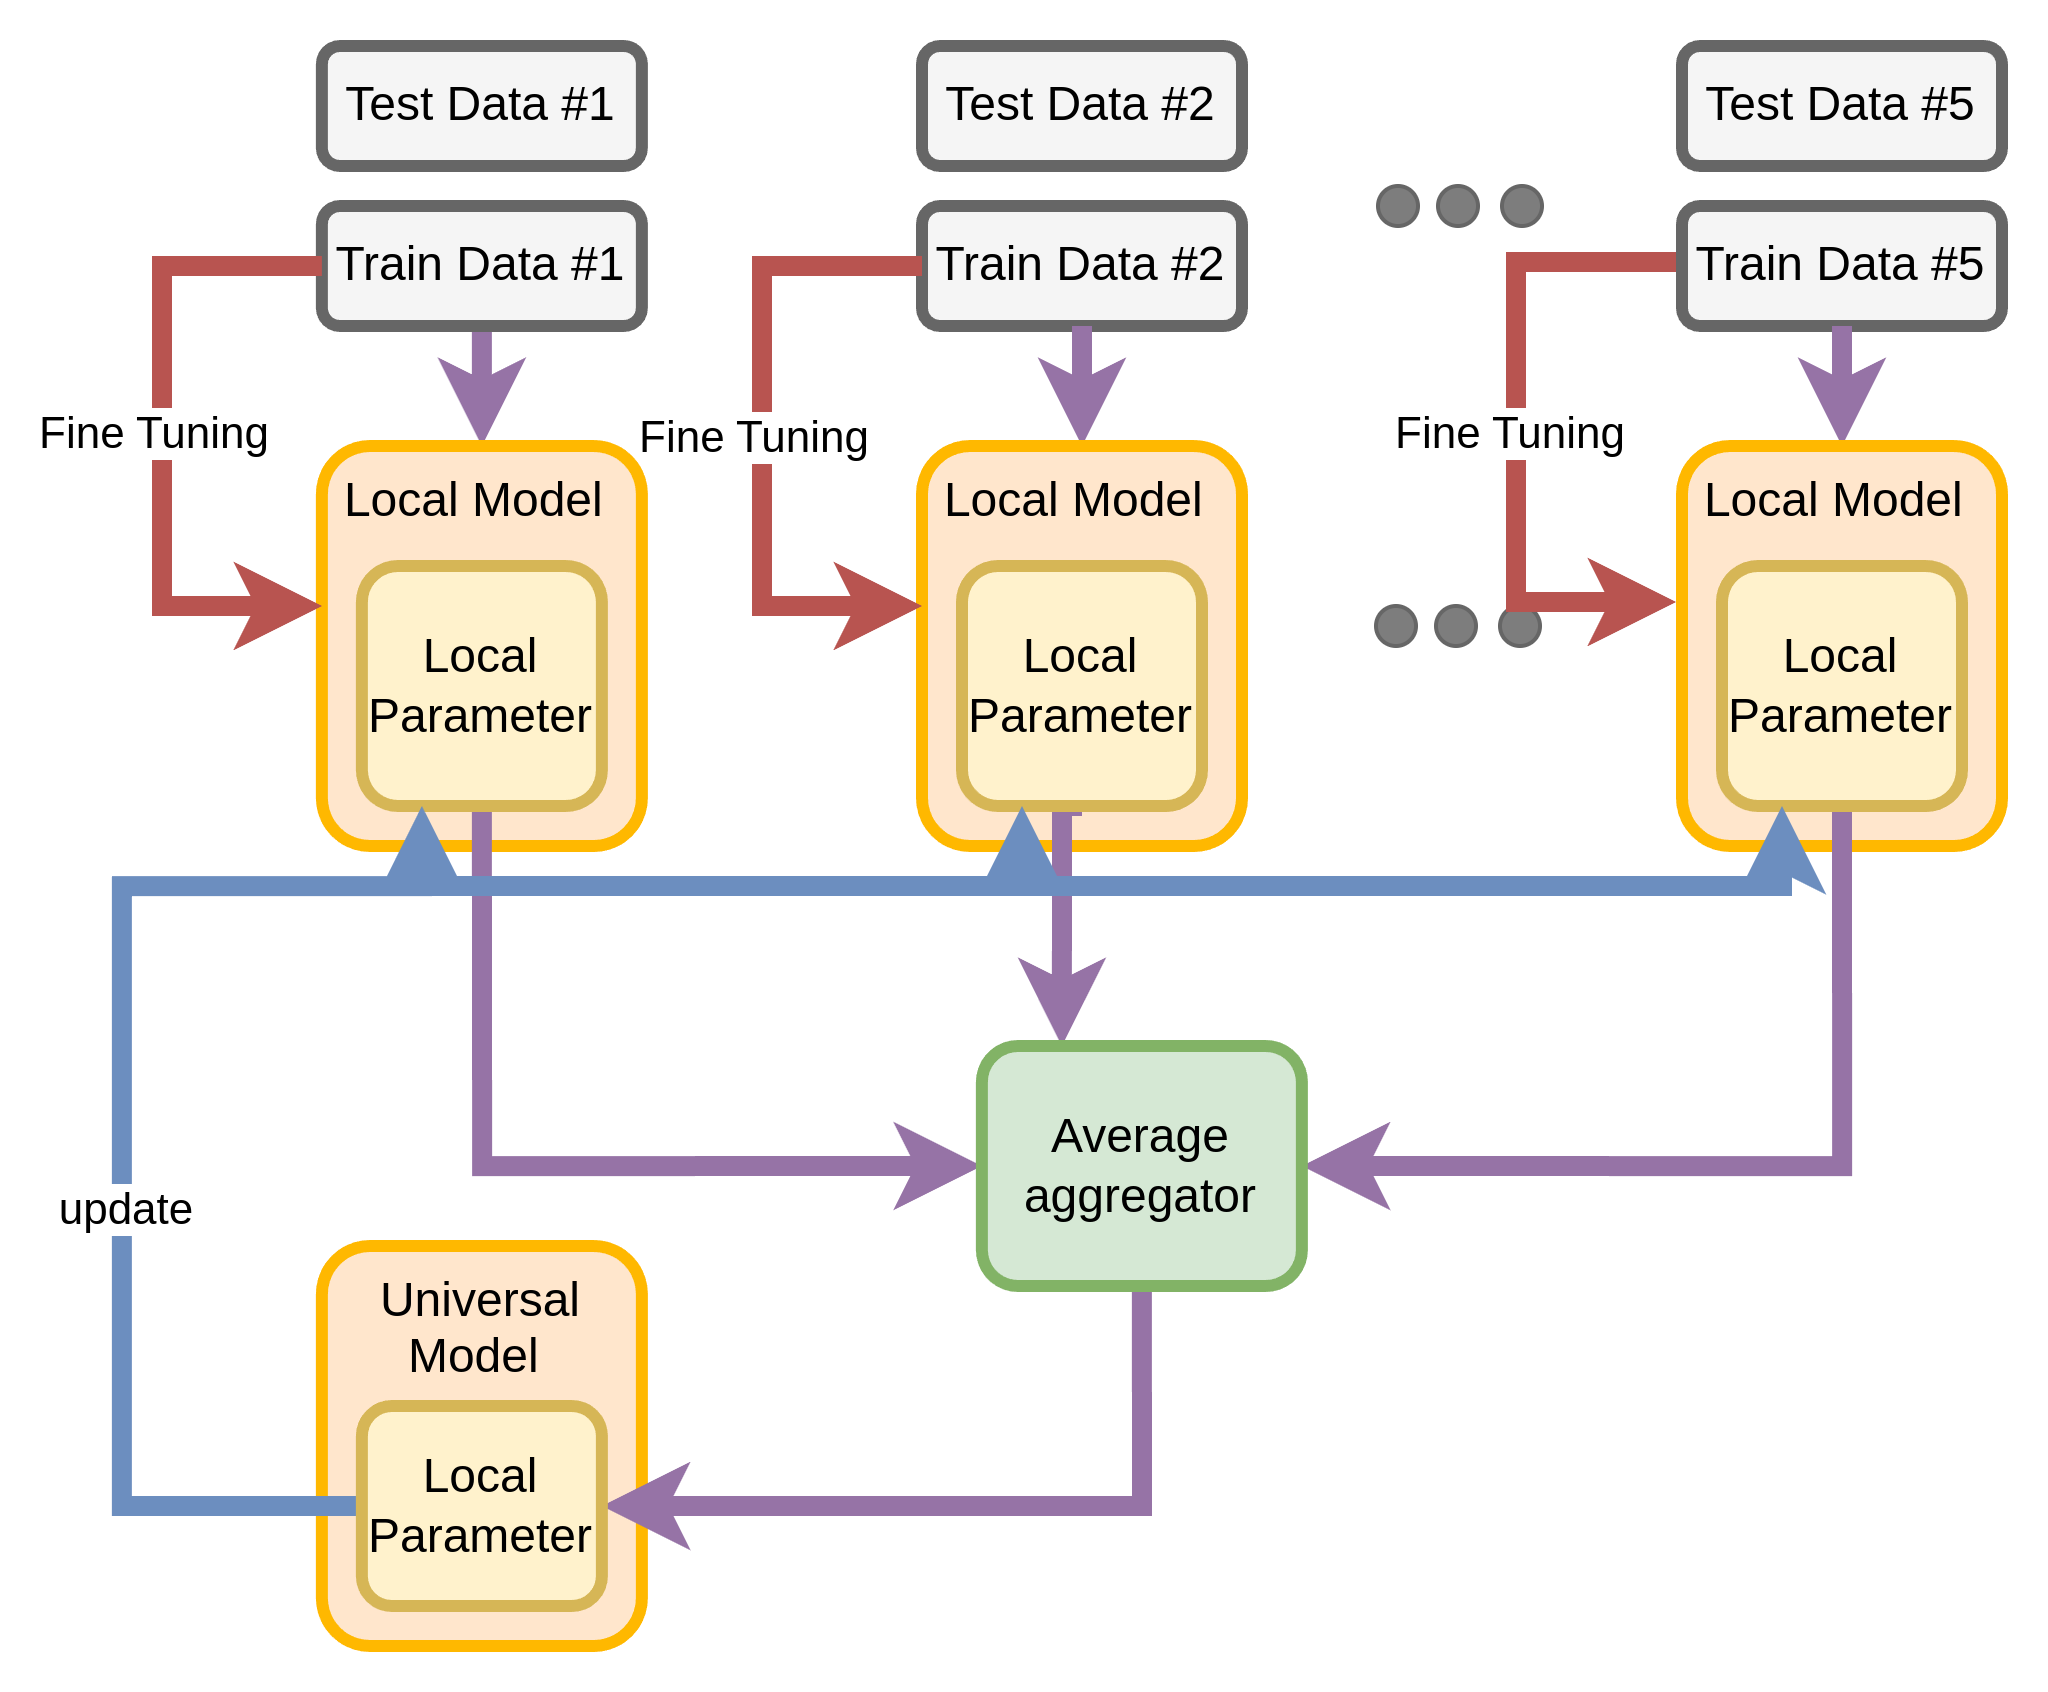 Test Data #1
Test Data #2
Test Data #5
Train Data #1
Train Data #2
Train Data #5
Fine Tuning
Fine Tuning
Fine Tuning
Local Model
Local Model
Local Model
Local
Parameter
Local
Parameter
Local
Parameter
Average
aggregator
update
Universal
Model
Local
Parameter